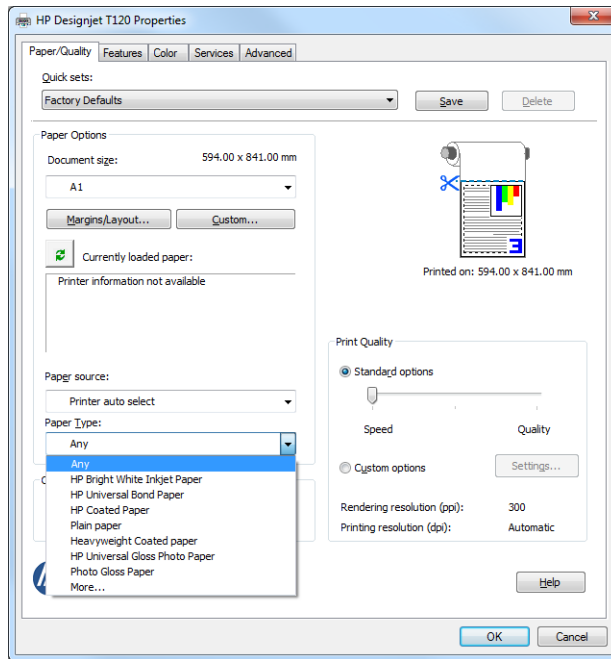 HP Designjet T120 Properties
Paper/Quality Features Color Services Advanced
Quick sets:
Factory Defaults
Save
Delete
Paper Options
Document size:
594.00 x 841.00 mm
A1
Margins/Layout...
Custom...
Currently loaded paper:
Printer information not available
Paper source:
Printer auto select
Paper Type:
Any
Any
HP Bright White Inkjet Paper
HP Universal Bond Paper
HP Coated Paper
Plain paper
Heavyweight Coated paper
HP Universal Gloss Photo Paper
Photo Gloss Paper
More...
3
Printed on: 594.00 x 841.00 mm
Print Quality
Standard options
Speed
Quality
Custom options
Settings...
Rendering resolution (ppi):
300
Printing resolution (dpi):
Automatic
Help
OK
Cancel